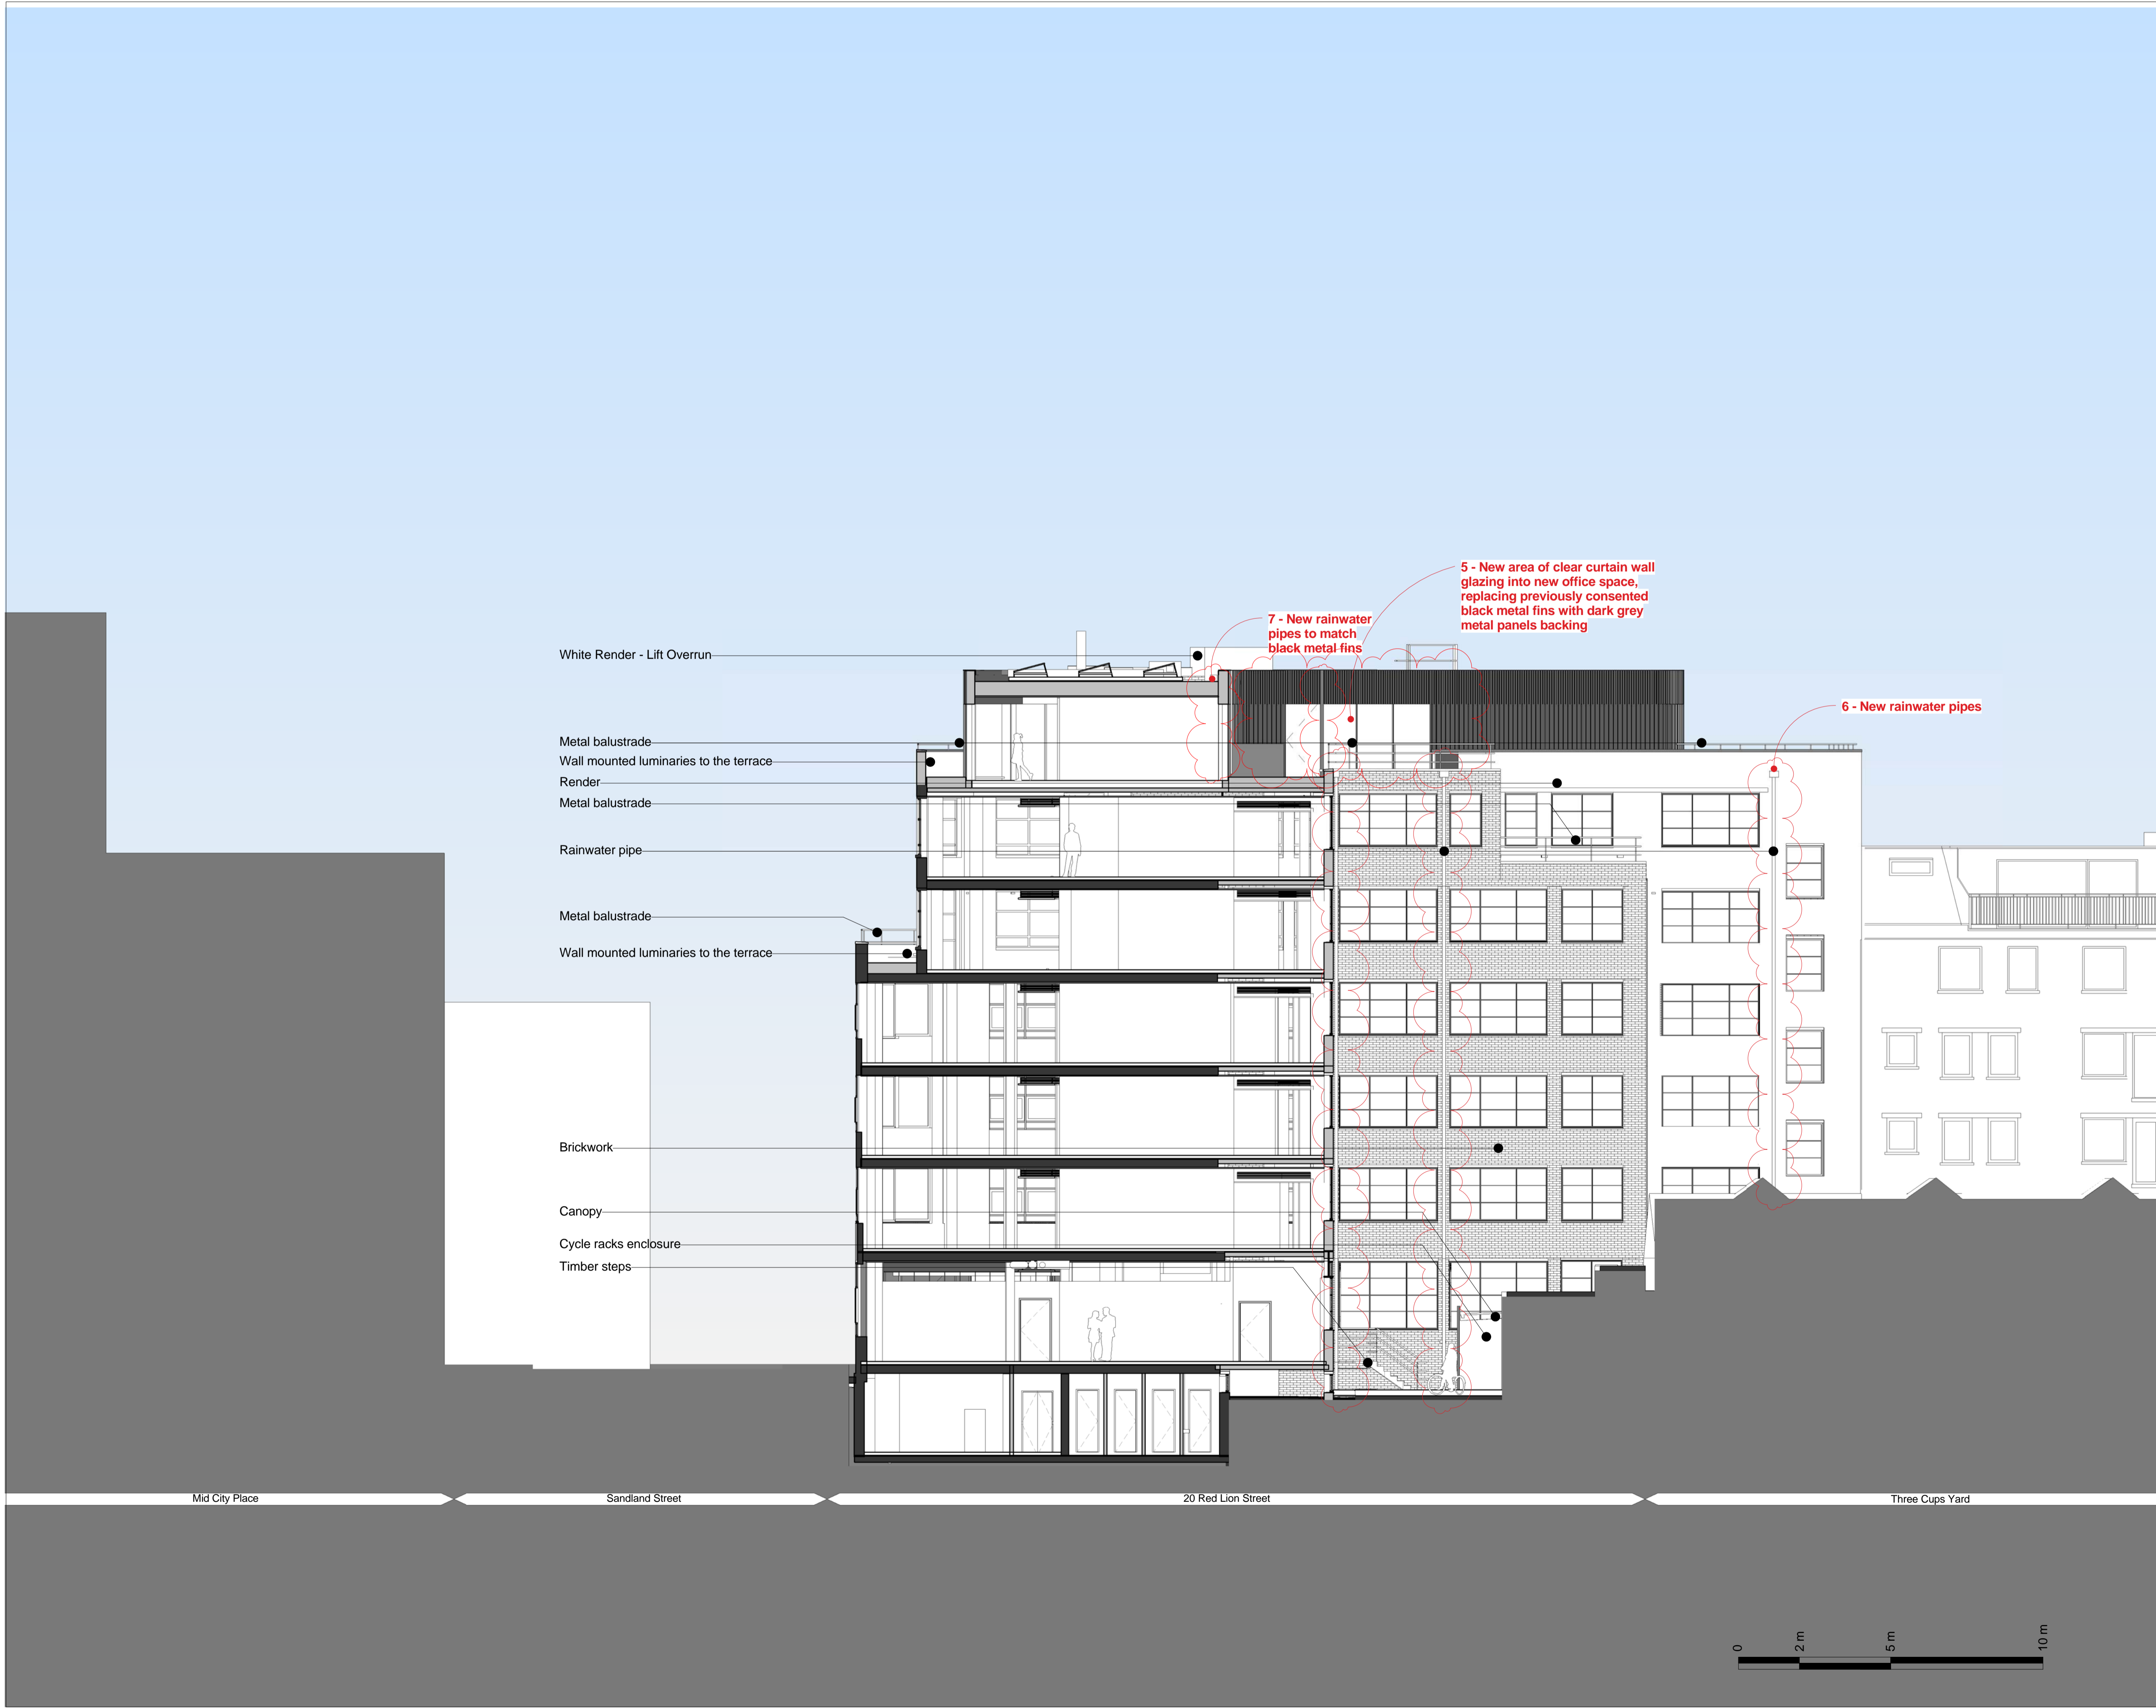 5 - New area of clear curtain wall
glazing into new office space,
replacing previously consented
black metal fins with dark grey
metal panels backing
7 - New rainwater
pipes to match
black metal fins
White Render - Lift Overrun
6 - New rainwater pipes
Metal balustrade
Wall mounted luminaries to the terrace
Render
Metal balustrade
Rainwater pipe
Metal balustrade
Wall mounted luminaries to the terrace
Brickwork
Canopy
Cycle racks enclosure
Timber steps
Mid City Place
Sandland Street
20 Red Lion Street
Three Cups Yard
0
2 m
5 m
10 m